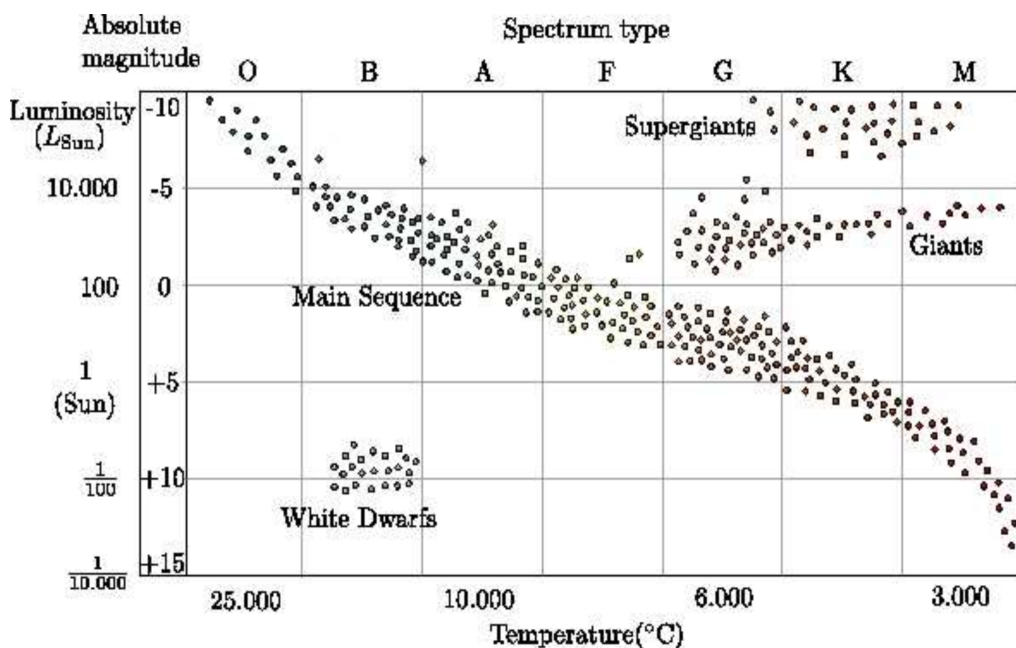 Absolute magnitude
Spectrum type
O B A F G K M
Luminosity
(L_Sun)
-10
Supergiants
10.000 -5
Giants
100 0
Main Sequence
1
(Sun)
+5
1/100 +10
White Dwarfs
1/10.000 +15
25.000 10.000 6.000 3.000
Temperature(°C)